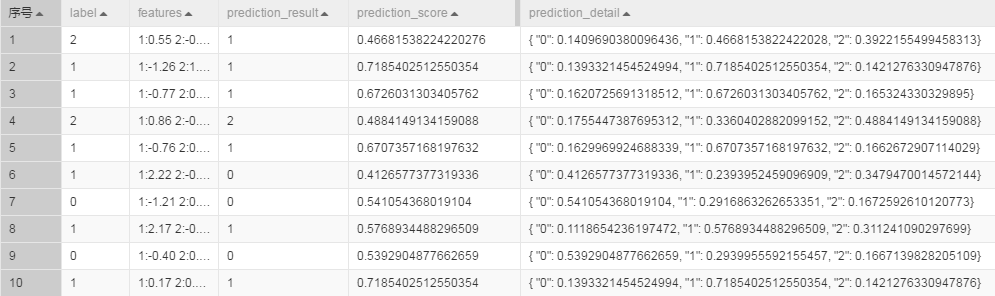 序号 label features prediction_result prediction_score prediction_detail
1 2 1:0.55 2:-0.... 1 0.46681538224220276 { "0": 0.1409690380096436, "1": 0.4668153822422028, "2": 0.3922155499458313}
2 1 1:-1.26 2:1.... 1 0.7185402512550354 { "0": 0.1393321454524994, "1": 0.7185402512550354, "2": 0.1421276330947876}
3 1 1:-0.77 2:0.... 1 0.6726031303405762 { "0": 0.1620725691318512, "1": 0.6726031303405762, "2": 0.165324330329895}
4 2 1:0.86 2:-0.... 2 0.4884149134159088 { "0": 0.1755447387695312, "1": 0.3360402882099152, "2": 0.4884149134159088}
5 1 1:-0.76 2:0.... 1 0.6707357168197632 { "0": 0.1629969924688339, "1": 0.6707357168197632, "2": 0.1662672907114029}
6 1 1:2.22 2:-0.... 0 0.4126577377319336 { "0": 0.4126577377319336, "1": 0.2393952459096909, "2": 0.3479470014572144}
7 0 1:-1.21 2:0.... 0 0.541054368019104 { "0": 0.541054368019104, "1": 0.2916863262653351, "2": 0.1672592610120773}
8 1 1:2.17 2:-0.... 1 0.5768934488296509 { "0": 0.1118654236197472, "1": 0.5768934488296509, "2": 0.311241090297699}
9 0 1:-0.40 2:0.... 0 0.5392904877662659 { "0": 0.5392904877662659, "1": 0.2939955592155457, "2": 0.1667139828205109}
10 1 1:0.17 2:0.... 1 0.7185402512550354 { "0": 0.1393321454524994, "1": 0.7185402512550354, "2": 0.1421276330947876}